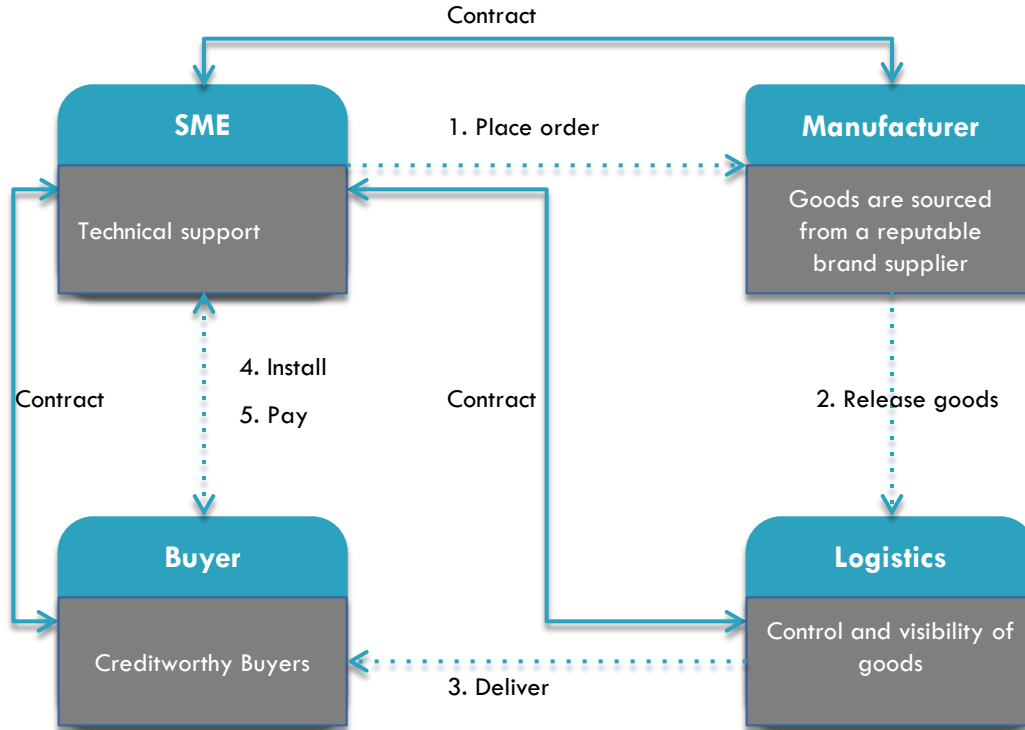 Contract
SME
1. Place order
Manufacturer
Technical support
Goods are sourced
from a reputable
brand supplier
4. Install
5. Pay
Contract
Contract
2. Release goods
Buyer
Logistics
Creditworthy Buyers
Control and visibility of
goods
3. Deliver